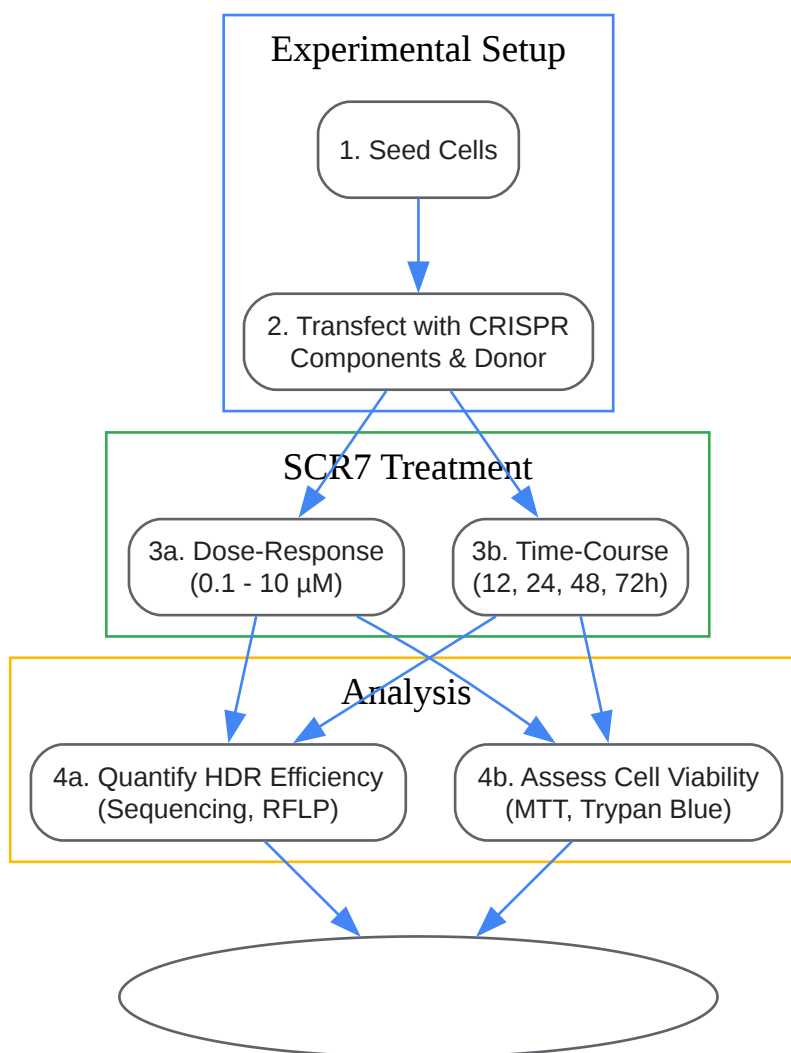 Experimental Setup
1. Seed Cells
2. Transfect with CRISPR
Components & Donor
SCR7 Treatment
3a. Dose-Response
(0.1 - 10 µM)
3b. Time-Course
(12, 24, 48, 72h)
Analysis
4a. Quantify HDR Efficiency
(Sequencing, RFLP)
4b. Assess Cell Viability
(MTT, Trypan Blue)